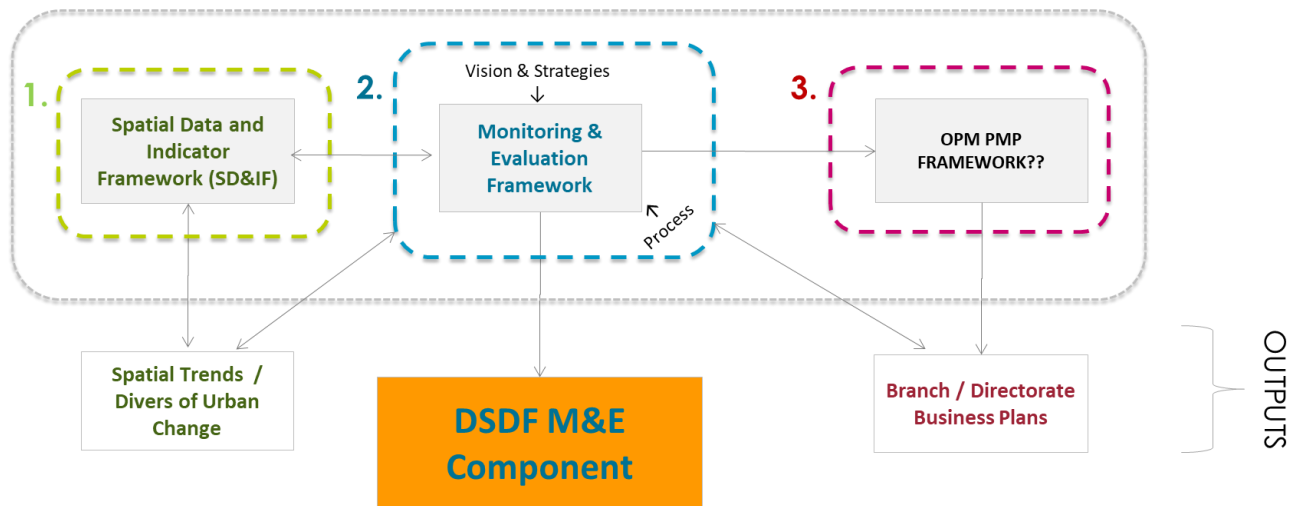 1.
Spatial Data and
Indicator
Framework (SD&IF)
2.
Vision & Strategies
Monitoring &
Evaluation
Framework
Process
3.
OPM PMP
FRAMEWORK??
Spatial Trends /
Divers of Urban
Change
DSDF M&E
Component
Branch / Directorate
Business Plans
OUTPUTS